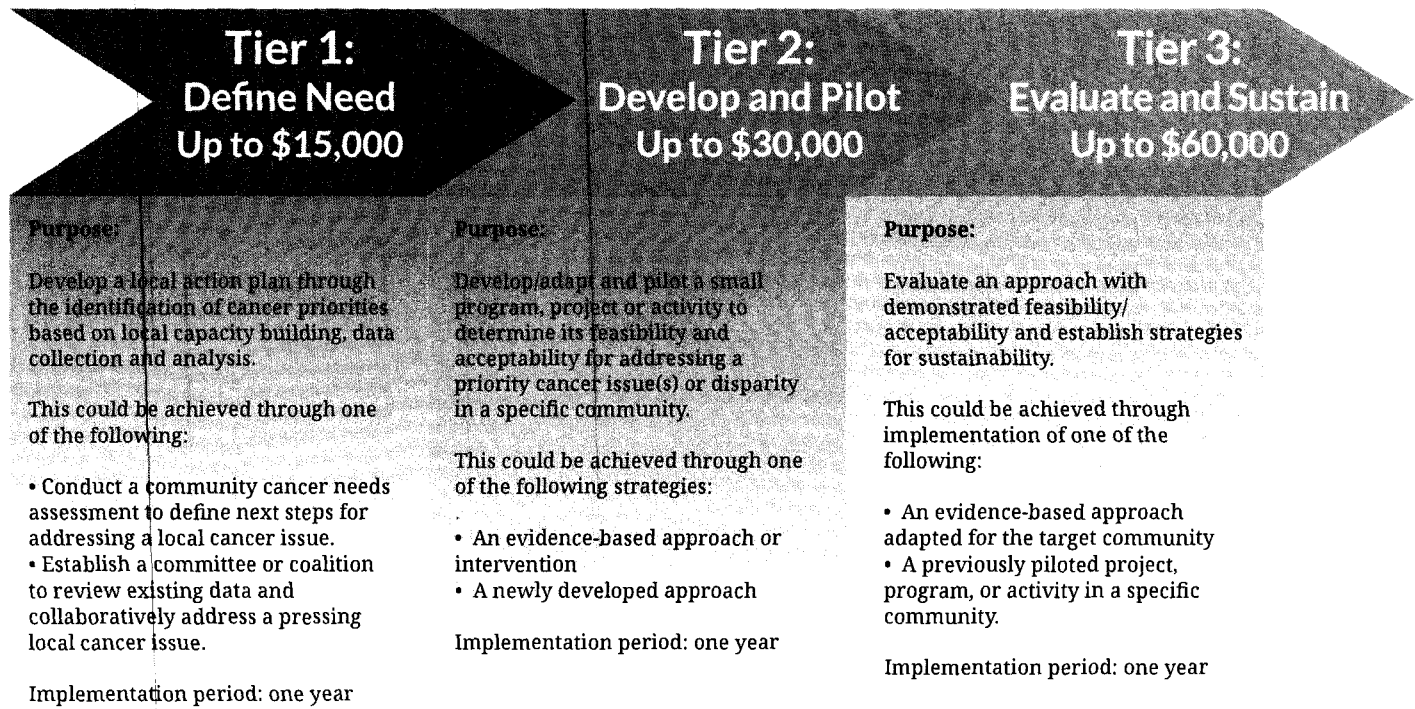 Tier 1:
Define Need
Up to $15,000
Purpose:
Develop a local action plan through
the identification of cancer priorities
based on local capacity building, data
collection and analysis.
This could be achieved through one
of the following:
• Conduct a community cancer needs
assessment to define next steps for
addressing a local cancer issue.
• Establish a committee or coalition
to review existing data and
collaboratively address a pressing
local cancer issue.
Implementation period: one year
Tier 2:
Develop and Pilot
Up to $30,000
Purpose:
Develop/adapt and pilot a small
program, project or activity to
determine its feasibility and
acceptability for addressing a
priority cancer issue(s) or disparity
in a specific community.
This could be achieved through one
of the following strategies:
• An evidence-based approach or
intervention
• A newly developed approach
Implementation period: one year
Tier 3:
Evaluate and Sustain
Up to $60,000
Purpose:
Evaluate an approach with
demonstrated feasibility/
acceptability and establish strategies
for sustainability.
This could be achieved through
implementation of one of the
following:
• An evidence-based approach
adapted for the target community
• A previously piloted project,
program, or activity in a specific
community.
Implementation period: one year